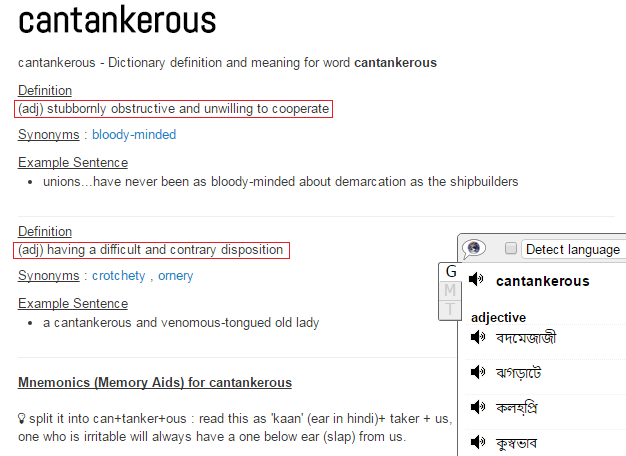 cantankerous
cantankerous - Dictionary definition and meaning for word cantankerous
Definition
(adj) stubbornly obstructive and unwilling to cooperate
Synonyms : bloody-minded
Example Sentence
• unions...have never been as bloody-minded about demarcation as the shipbuilders
Definition
(adj) having a difficult and contrary disposition
Synonyms : crotchety , ornery
Example Sentence
• a cantankerous and venomous-tongued old lady
Mnemonics (Memory Aids) for cantankerous
split it into can+tanker+ous : read this as 'kaan' (ear in hindi)+ taker + us,
one who is irritable will always have a one below ear (slap) from us.
Detect language
G
M
T
cantankerous
adjective
বদমেজাজী
ঝগড়াটে
কলহপ্রি
কুস্বভাব